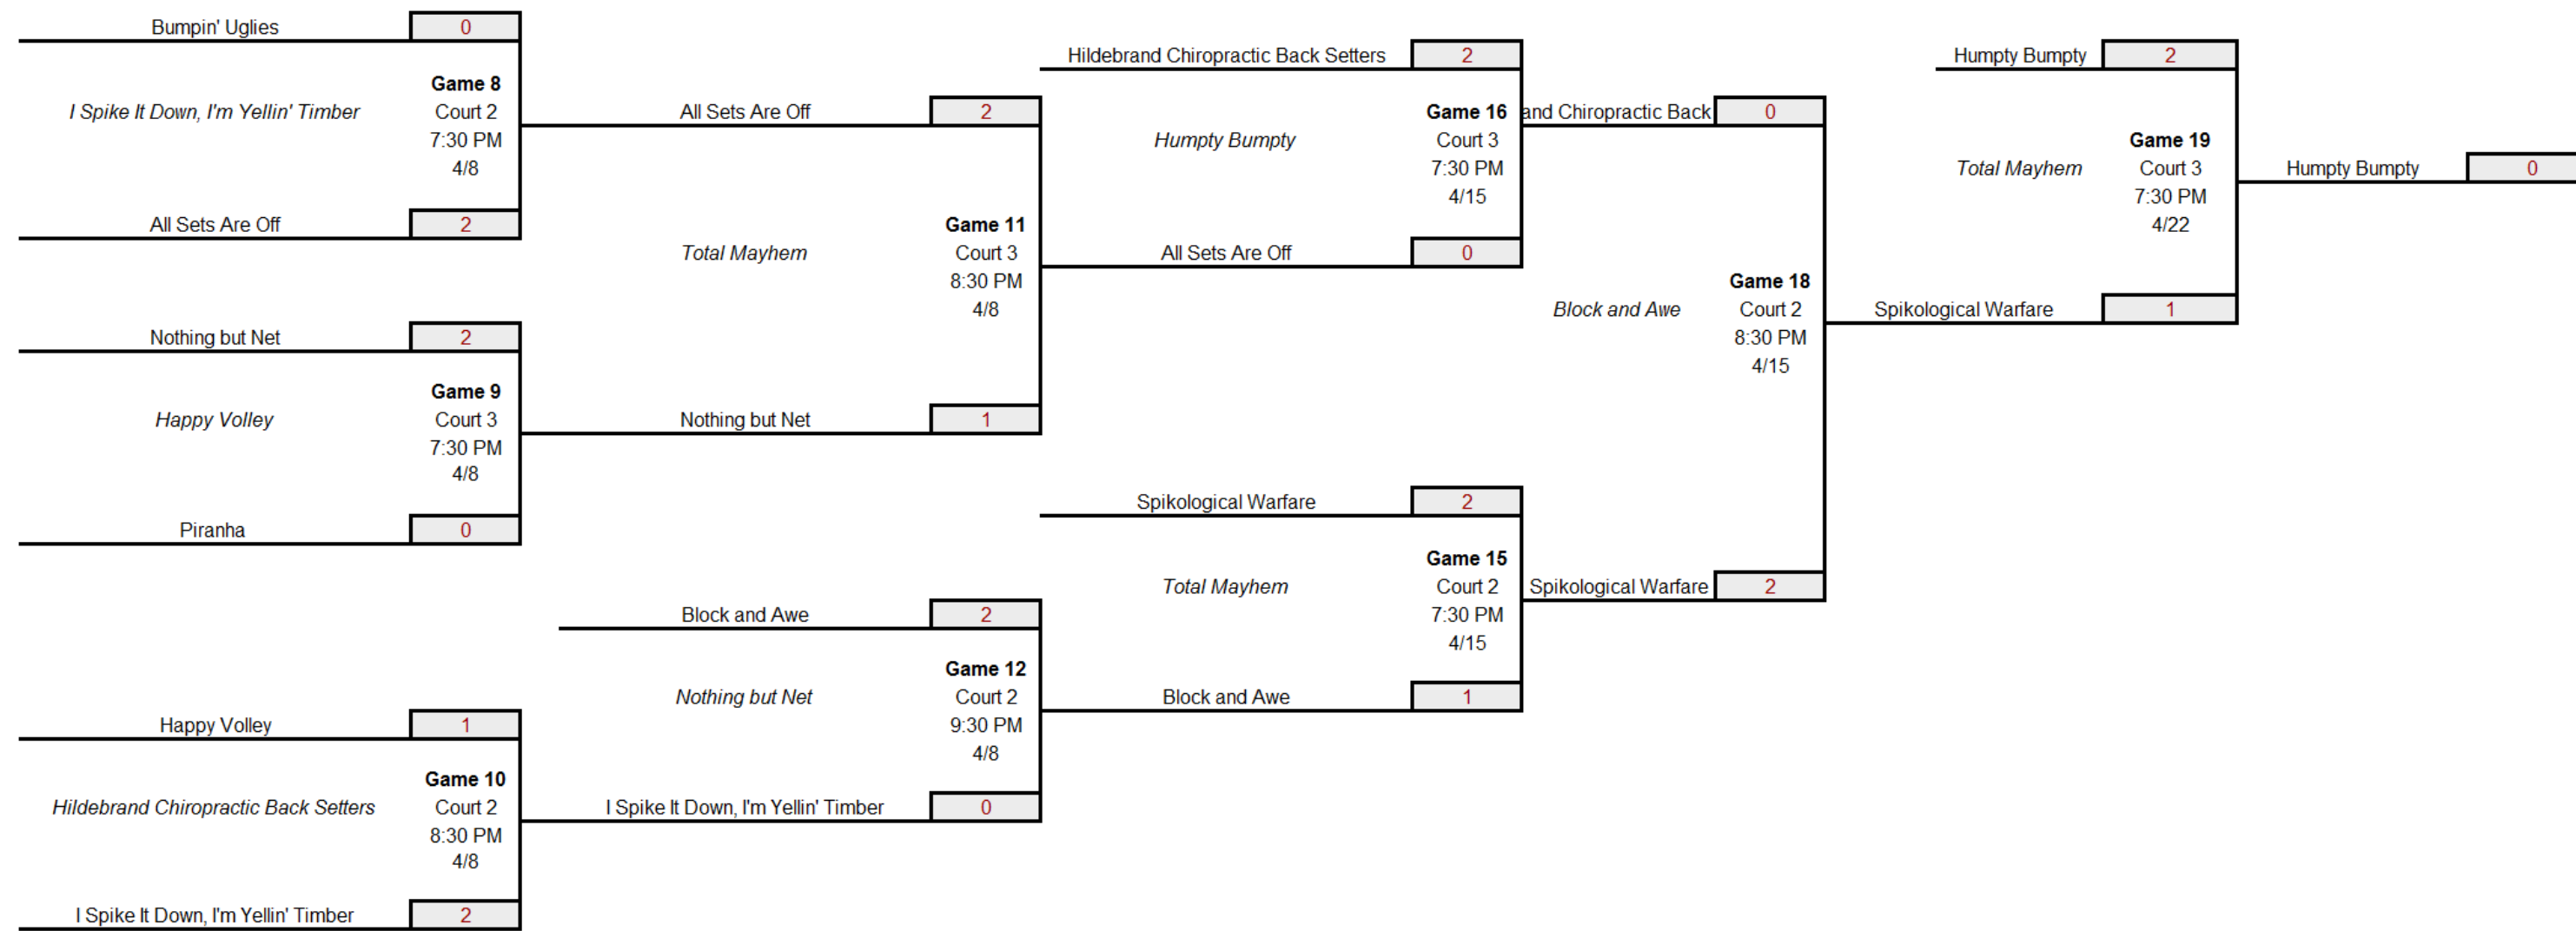 Bumpin' Uglies 0
Game 8
I Spike It Down, I'm Yellin' Timber Court 2
7:30 PM
4/8
All Sets Are Off 2
Nothing but Net 2
Game 9
Happy Volley Court 3
7:30 PM
4/8
Piranha 0
Happy Volley 1
Game 10
Hildebrand Chiropractic Back Setters Court 2
8:30 PM
4/8
I Spike It Down, I'm Yellin' Timber 2
All Sets Are Off 2
Game 11
Total Mayhem Court 3
8:30 PM
4/8
Nothing but Net 1
Block and Awe 2
Game 12
Nothing but Net Court 2
9:30 PM
4/8
I Spike It Down, I'm Yellin' Timber 0
Hildebrand Chiropractic Back Setters 2
Game 16
Humpty Bumpty Court 3
7:30 PM
4/15
All Sets Are Off 0
Spikological Warfare 2
Game 15
Total Mayhem Court 2
7:30 PM
4/15
Block and Awe 1
and Chiropractic Back 0
Game 18
Block and Awe Court 2
8:30 PM
4/15
Spikological Warfare 2
Humpty Bumpty 2
Game 19
Total Mayhem Court 3
7:30 PM
4/22
Spikological Warfare 1
Humpty Bumpty 0